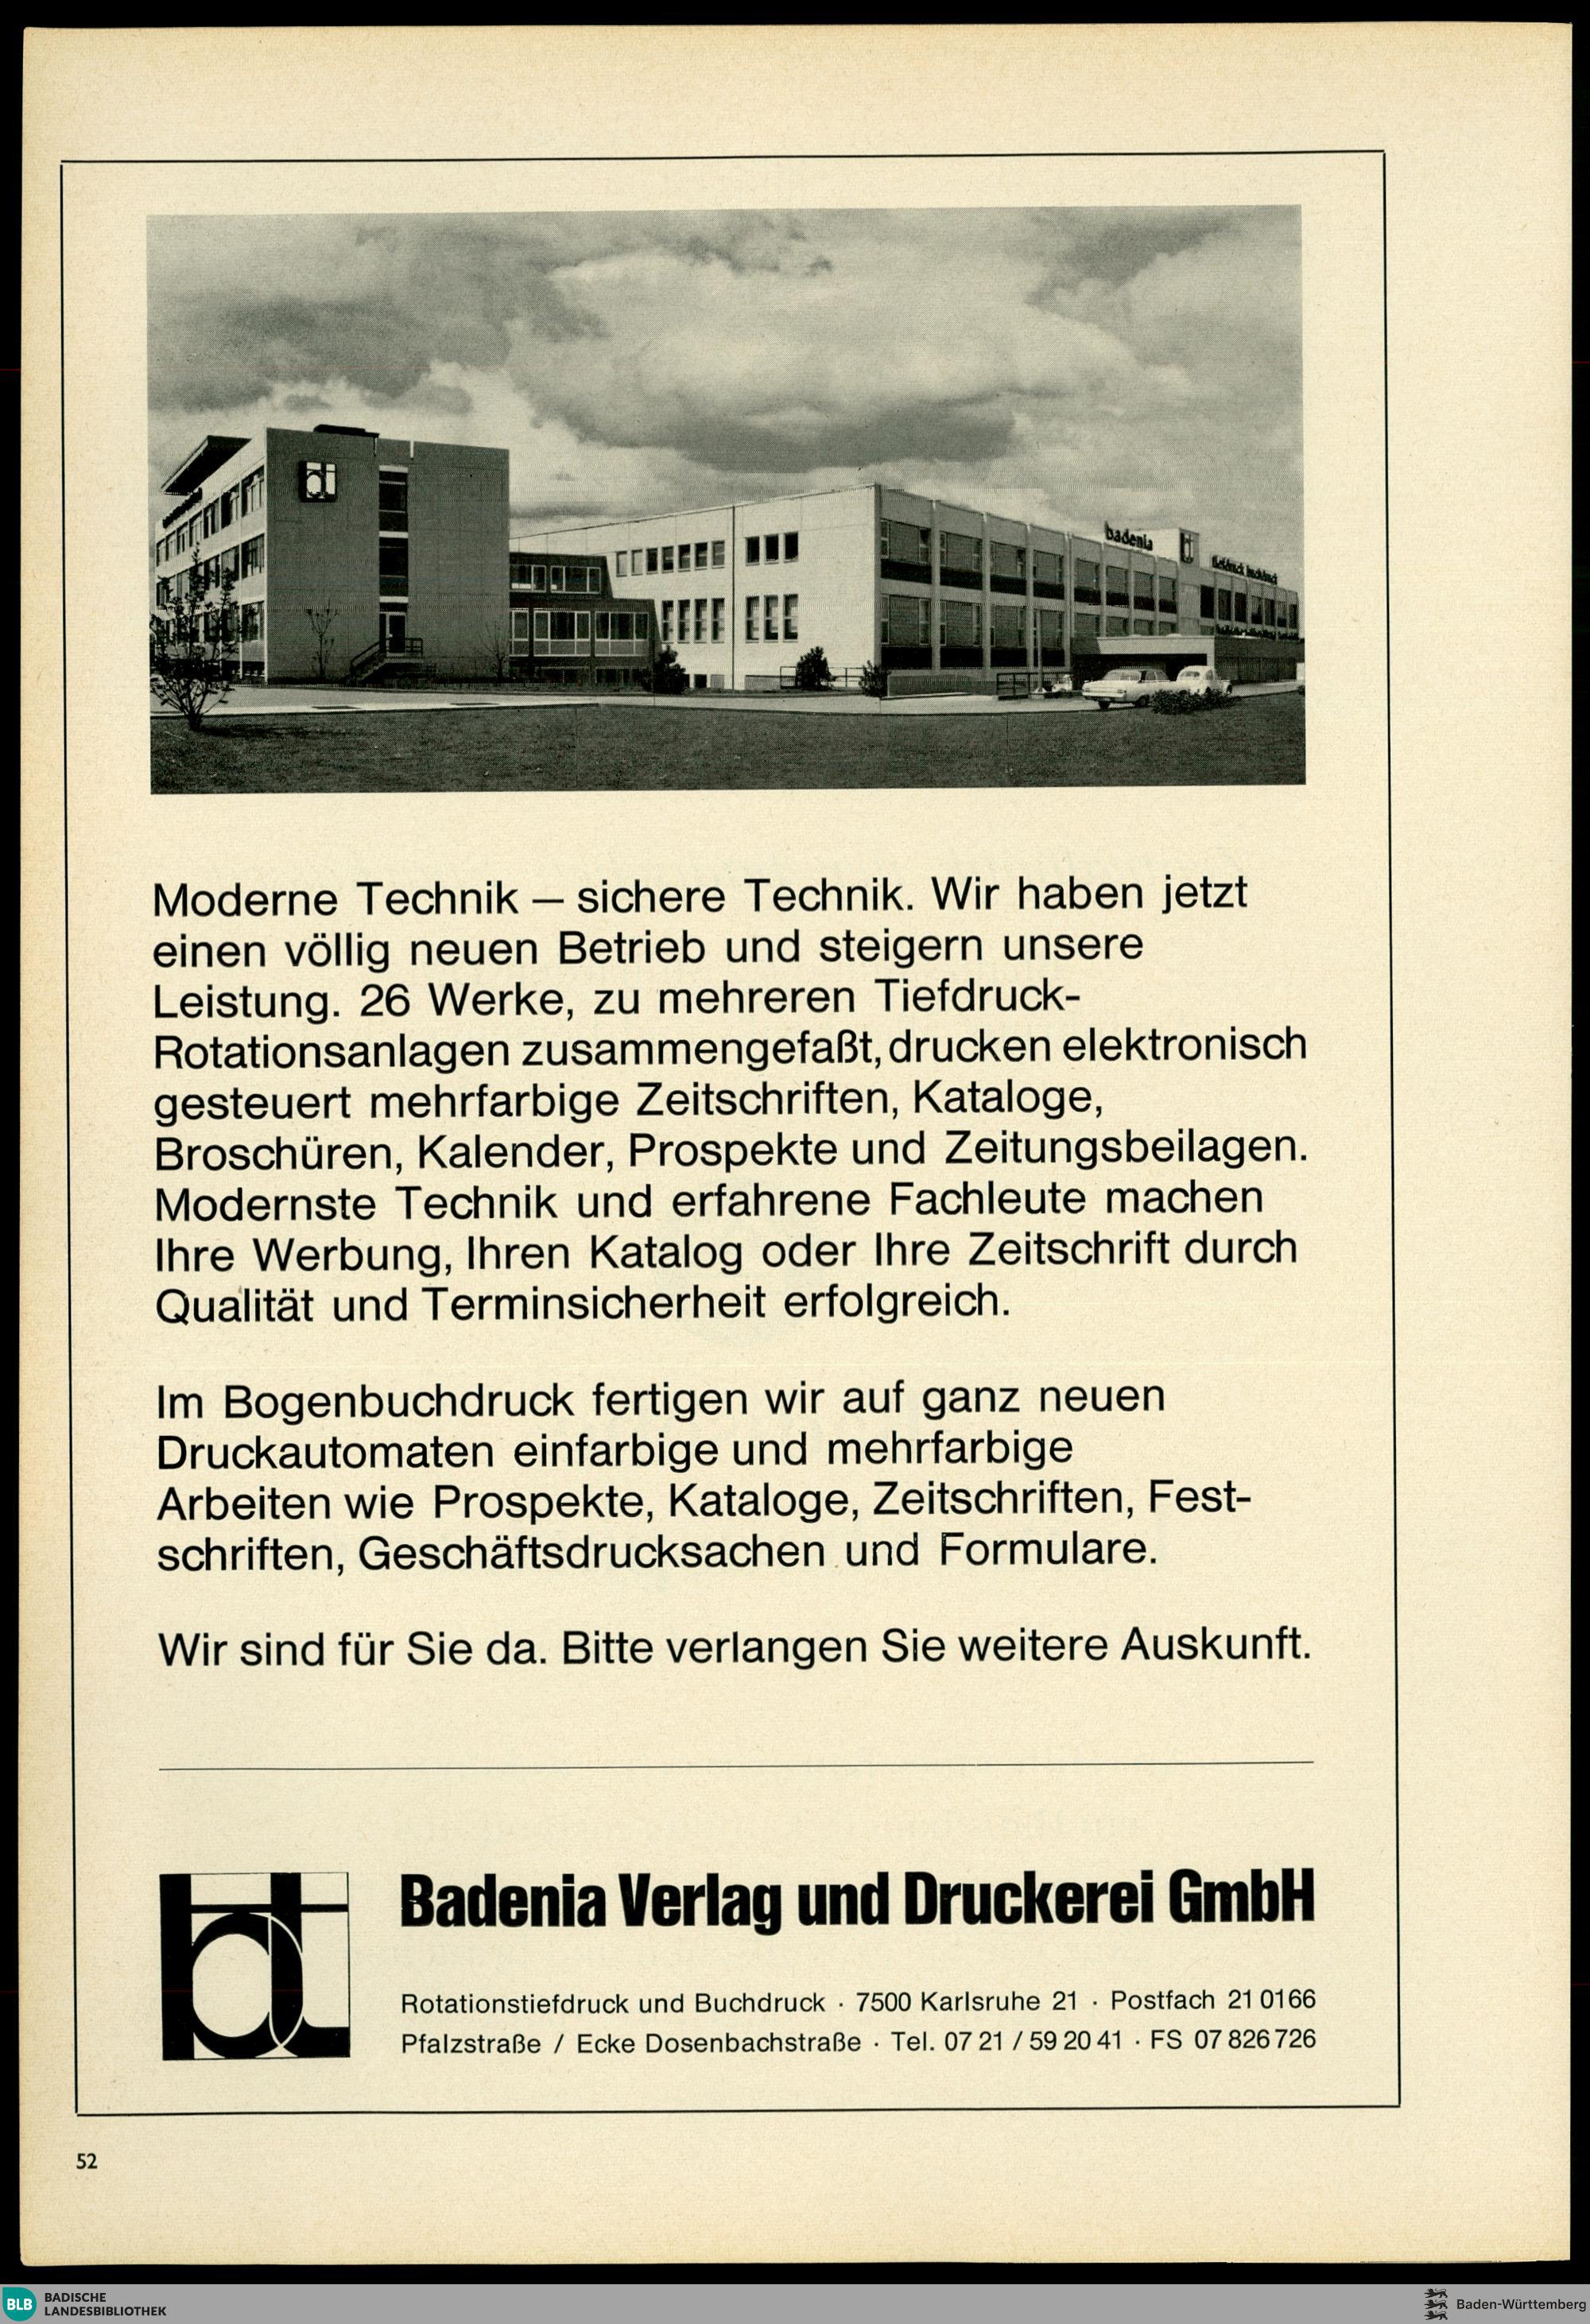 badenia
Moderne Technik – sichere Technik. Wir haben jetzt
einen völlig neuen Betrieb und steigern unsere
Leistung. 26 Werke, zu mehreren Tiefdruck-
Rotationsanlagen zusammengefaßt, drucken elektronisch
gesteuert mehrfarbige Zeitschriften, Kataloge,
Broschüren, Kalender, Prospekte und Zeitungsbeilagen.
Modernste Technik und erfahrene Fachleute machen
Ihre Werbung, Ihren Katalog oder Ihre Zeitschrift durch
Qualität und Terminsicherheit erfolgreich.
Im Bogenbuchdruck fertigen wir auf ganz neuen
Druckautomaten einfarbige und mehrfarbige
Arbeiten wie Prospekte, Kataloge, Zeitschriften, Fest-
schriften, Geschäftsdrucksachen und Formulare.
Wir sind für Sie da. Bitte verlangen Sie weitere Auskunft.
Badenia Verlag und Druckerei GmbH
Rotationstiefdruck und Buchdruck · 7500 Karlsruhe 21 · Postfach 21 0166
Pfalzstraße / Ecke Dosenbachstraße · Tel. 07 21 / 59 20 41 · FS 07 826 726
52
BLB BADISCHE
LANDESBIBLIOTHEK
Baden-Württemberg